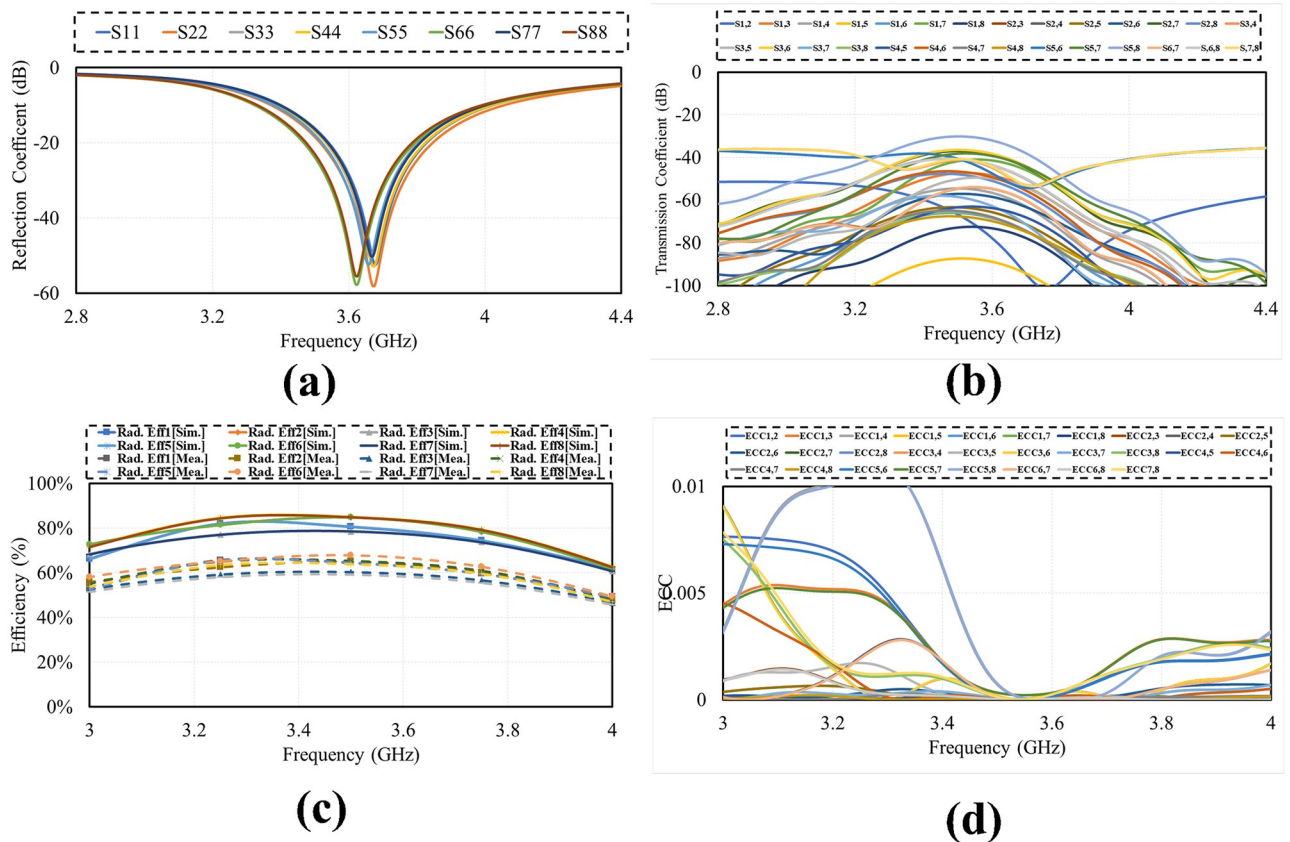 S11 S22 S33 S44 S55 S66 S77 S88
0
-20
-40
-60
2.8 3.2 3.6 4 4.4
Reflection Coefficent (dB)
Frequency (GHz)
(a)
S1,2 S1,3 S1,4 S1,5 S1,6 S1,7 S1,8 S2,3 S2,4 S2,5 S2,6 S2,7 S2,8 S3,4
S3,5 S3,6 S3,7 S3,8 S4,5 S4,6 S4,7 S4,8 S5,6 S5,7 S5,8 S6,7 S,6,8 S,7,8
0
-20
-40
-60
-80
-100
2.8 3.2 3.6 4 4.4
Transmission Coefficient (dB)
Frequency (GHz)
(b)
Rad. Eff1[Sim.] Rad. Eff2[Sim.] Rad. Eff3[Sim.] Rad. Eff4[Sim.]
Rad. Eff5[Sim.] Rad. Eff6[Sim.] Rad. Eff7[Sim.] Rad. Eff8[Sim.]
Rad. Eff1[Mea.] Rad. Eff2[Mea.] Rad. Eff3[Mea.] Rad. Eff4[Mea.]
Rad. Eff5[Mea.] Rad. Eff6[Mea.] Rad. Eff7[Mea.] Rad. Eff8[Mea.]
100%
80%
60%
40%
20%
0%
3 3.2 3.4 3.6 3.8 4
Efficiency (%)
Frequency (GHz)
(c)
ECC1,2 ECC1,3 ECC1,4 ECC1,5 ECC1,6 ECC1,7 ECC1,8 ECC2,3 ECC2,4 ECC2,5
ECC2,6 ECC2,7 ECC2,8 ECC3,4 ECC3,5 ECC3,6 ECC3,7 ECC3,8 ECC4,5 ECC4,6
ECC4,7 ECC4,8 ECC5,6 ECC5,7 ECC5,8 ECC6,7 ECC6,8 ECC7,8
0.01
0.005
0
3 3.2 3.4 3.6 3.8 4
ECC
Frequency (GHz)
(d)